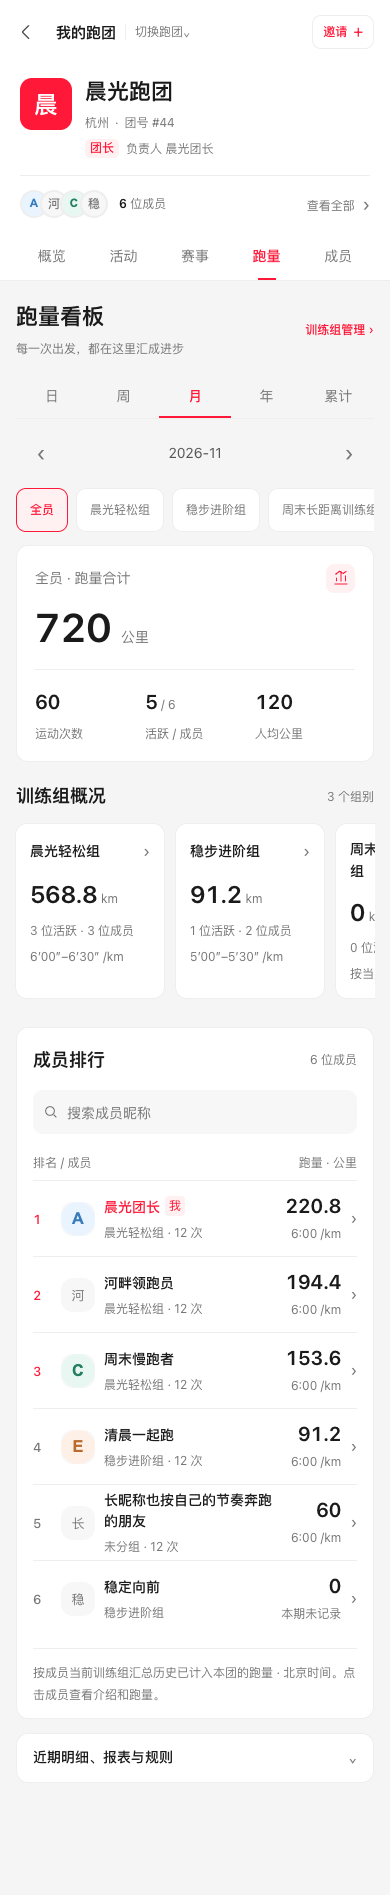 我的跑团 切换跑团 邀请 +
晨 晨光跑团
杭州 · 团号 #44
团长 负责人 晨光团长
A 河 C 稳 6 位成员 查看全部 ›
概览 活动 赛事 跑量 成员
跑量看板
训练组管理 ›
每一次出发，都在这里汇成进步
日 周 月 年 累计
‹ 2026-11 ›
全员 晨光轻松组 稳步进阶组 周末长距离训练组
全员 · 跑量合计
720 公里
60 5 / 6 120
运动次数 活跃 / 成员 人均公里
训练组概况 3 个组别
晨光轻松组 ›
568.8 km
3 位活跃 · 3 位成员
6′00″–6′30″ /km
稳步进阶组 ›
91.2 km
1 位活跃 · 2 位成员
5′00″–5′30″ /km
周末
组
0
0 位
按当
成员排行 6 位成员
搜索成员昵称
排名 / 成员 跑量 · 公里
1 A 晨光团长 我 220.8 ›
晨光轻松组 · 12 次 6:00 /km
2 河 河畔领跑员 194.4 ›
晨光轻松组 · 12 次 6:00 /km
3 C 周末慢跑者 153.6 ›
晨光轻松组 · 12 次 6:00 /km
4 E 清晨一起跑 91.2 ›
稳步进阶组 · 12 次 6:00 /km
5 长 长昵称也按自己的节奏奔跑 60 ›
的朋友
未分组 · 12 次 6:00 /km
6 稳 稳定向前 0 ›
稳步进阶组 本期未记录
按成员当前训练组汇总历史已计入本团的跑量 · 北京时间。点
击成员查看介绍和跑量。
近期明细、报表与规则